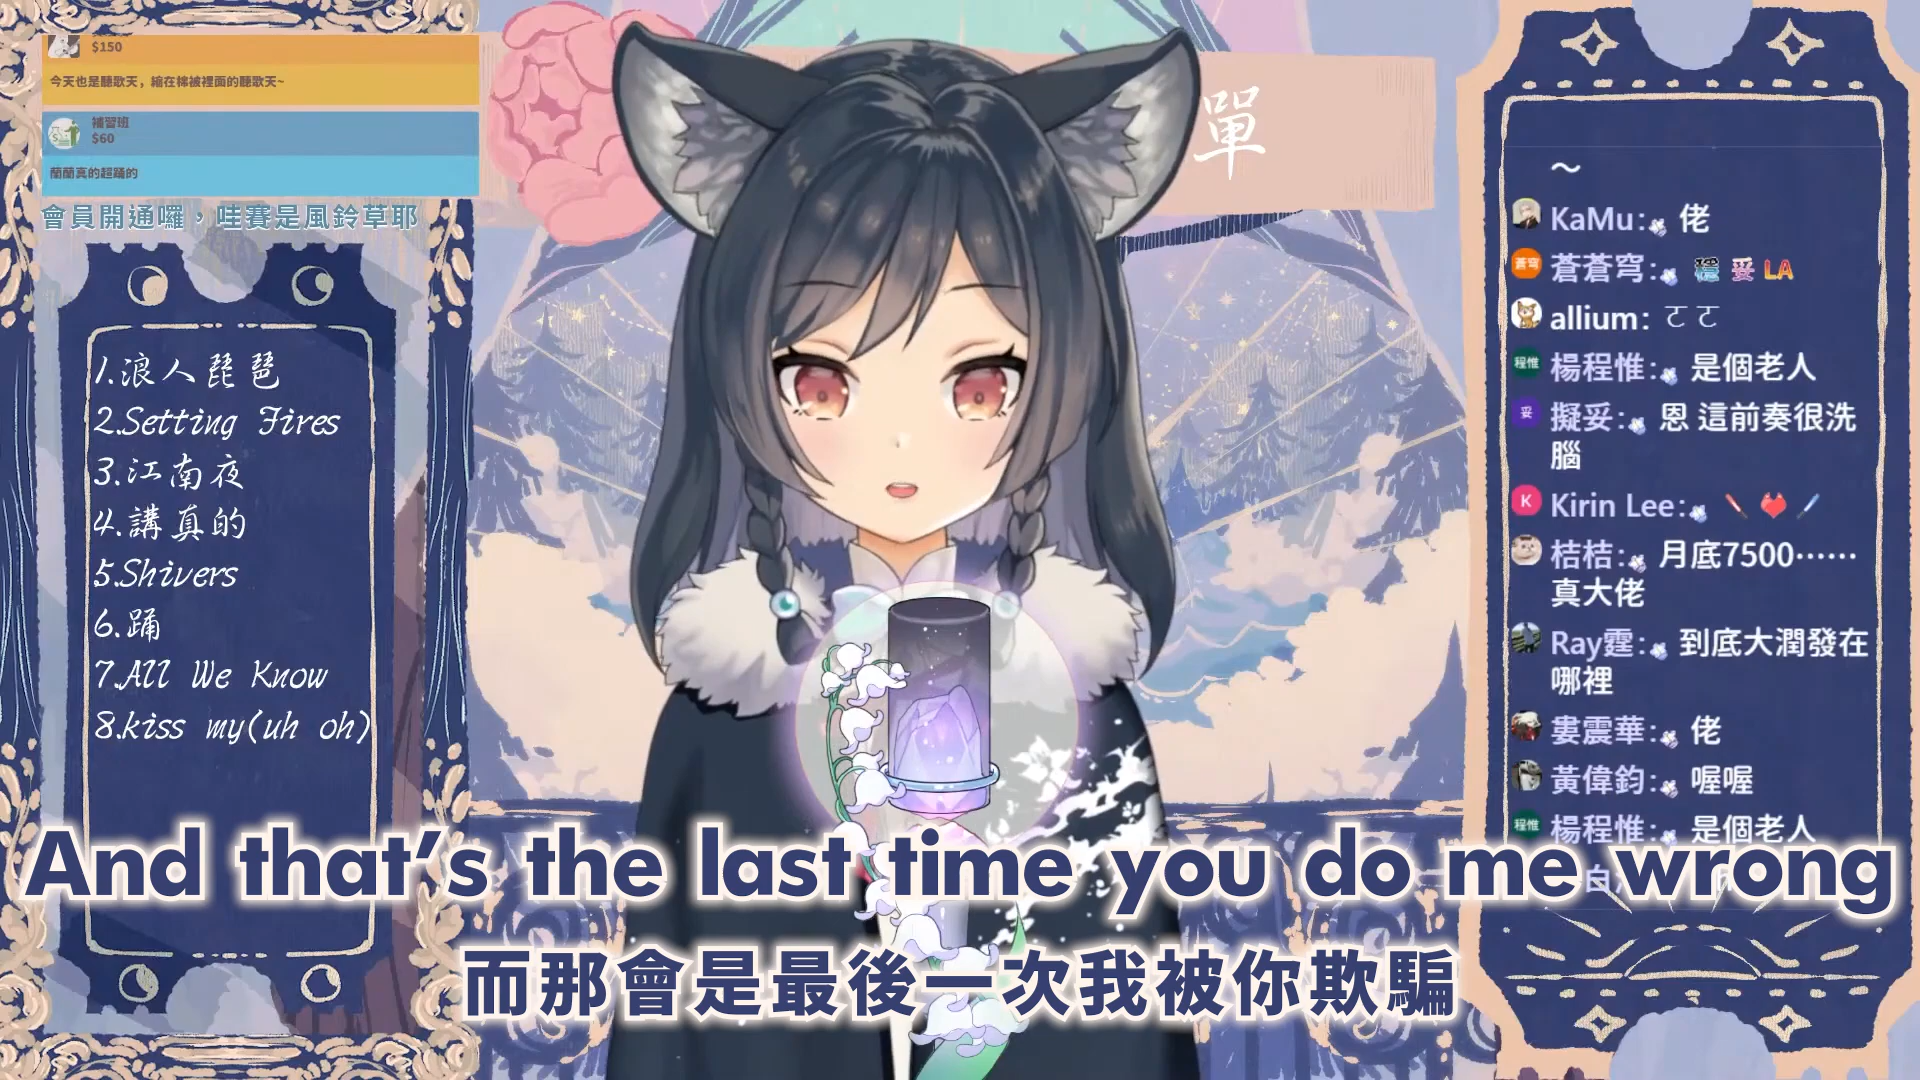 $150
今天也是聽歌天，縮在棉被裡面的聽歌天~
補習班
$60
蘭蘭真的超踊的
會員開通囉，哇賽是風鈴草耶
單
1.浪人琵琶
2.Setting Fires
3.江南夜
4.講真的
5.Shivers
6.踊
7.All We Know
8.kiss my(uh oh)
～
KaMu: 佬
蒼蒼穹: 穩 妥 LA
allium: ㄛㄛ
楊程惟: 是個老人
擬妥: 恩 這前奏很洗
腦
Kirin Lee:
桔桔: 月底7500……
真大佬
Ray霆: 到底大潤發在
哪裡
婁震華: 佬
黃偉鈞: 喔喔
楊程惟: 是個老人
And that's the last time you do me wrong
而那會是最後一次我被你欺騙